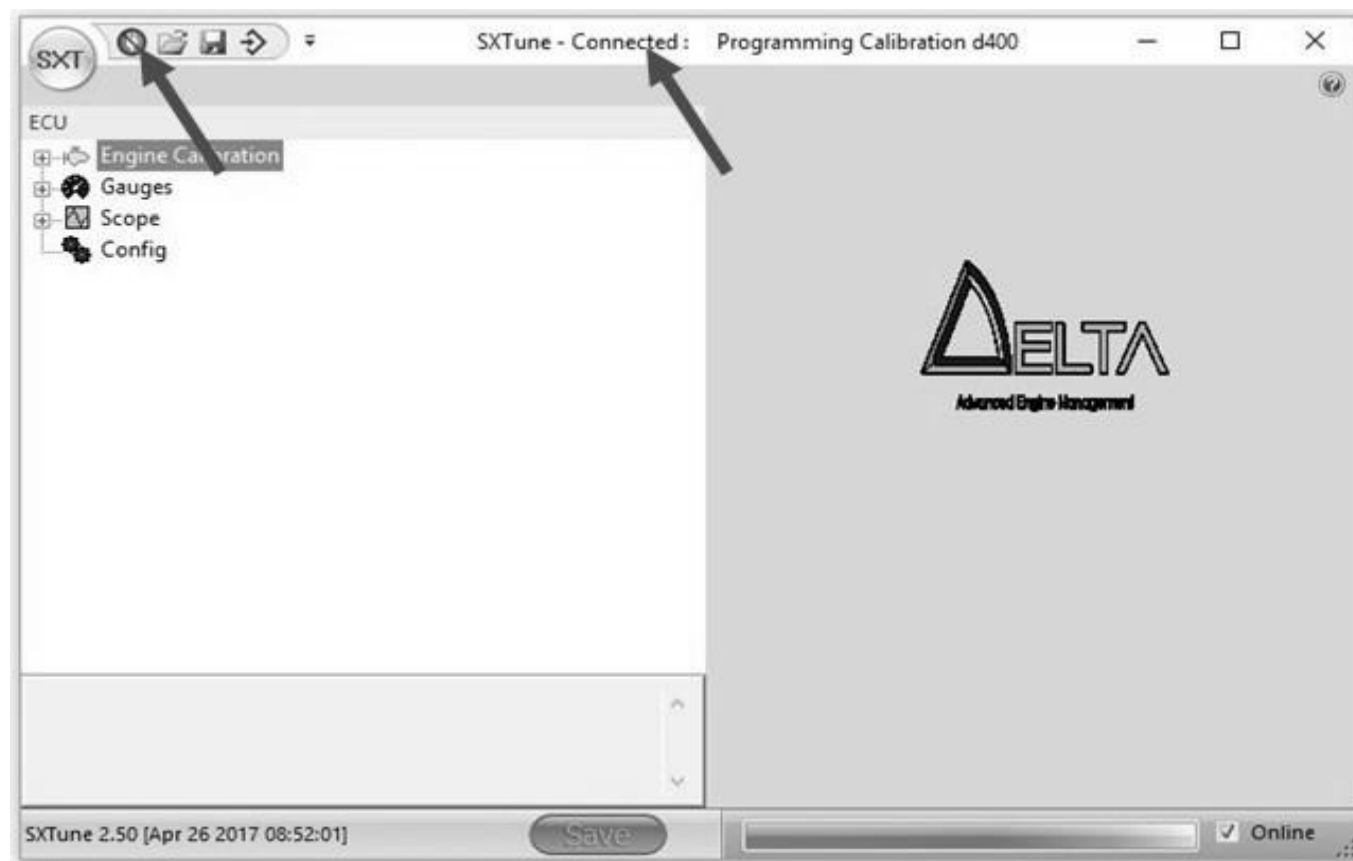 SXT
SXTune - Connected : Programming Calibration d400
ECU
Engine Calibration
Gauges
Scope
Config
DELTA
Advanced Engine Management
SXTune 2.50 [Apr 26 2017 08:52:01]
Save
Online